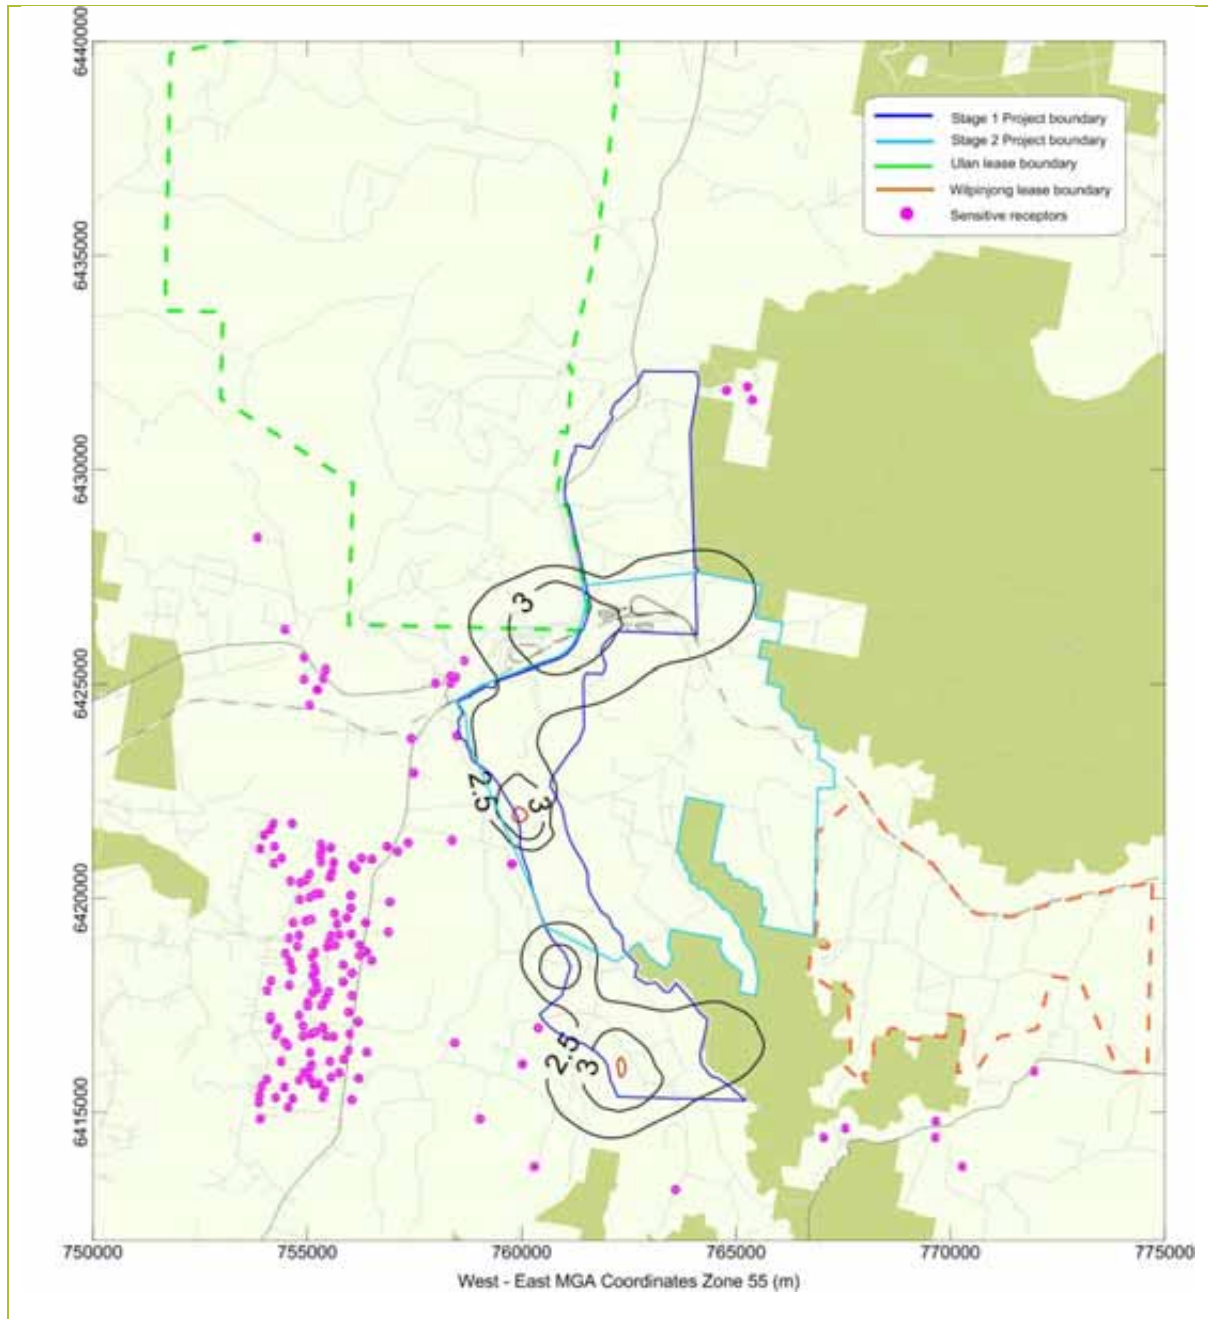 6440000
Stage 1 Project boundary
Stage 2 Project boundary
Ulan lease boundary
Wilpinjong lease boundary
Sensitive receptors
6435000
6430000
3
6425000
2.5
3
6420000
2.5
3
6415000
750000 755000 760000 765000 770000 775000
West - East MGA Coordinates Zone 55 (m)